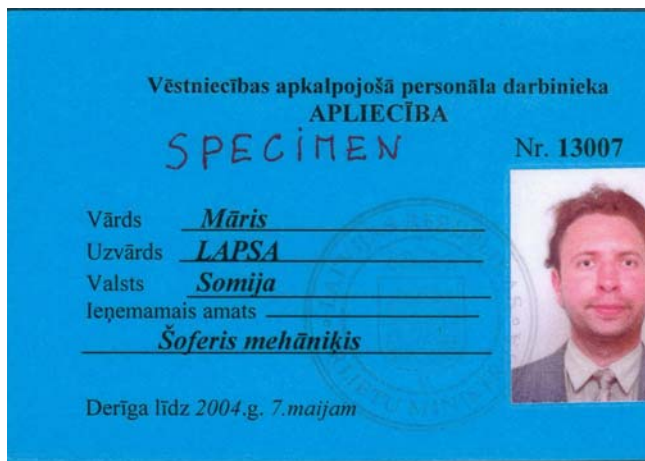 Vēstniecības apkalpojošā personāla darbinieka
APLIECĪBA
SPECIMEN
Nr. 13007
Vārds Māris
Uzvārds LAPSA
Valsts Somija
Ieņemamais amats
Šoferis mehāniķis
Derīga līdz 2004.g. 7.maijam